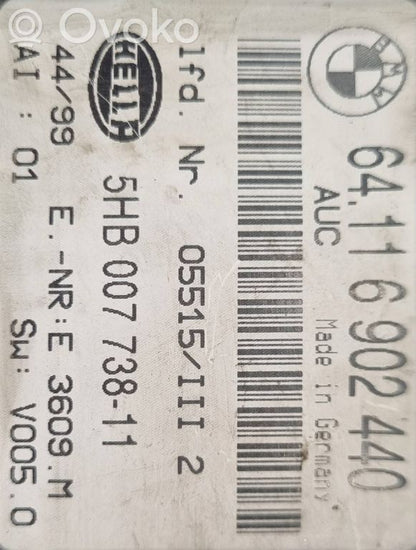 OVOKO
BMW
64.11 6 902 440
AUC Made in Germany
lfd. Nr. 05515/III 2
HELLA
5HB 007 738-11
44/99 E.-NR:E 3609.M
AI: 01 Sw: V005.0